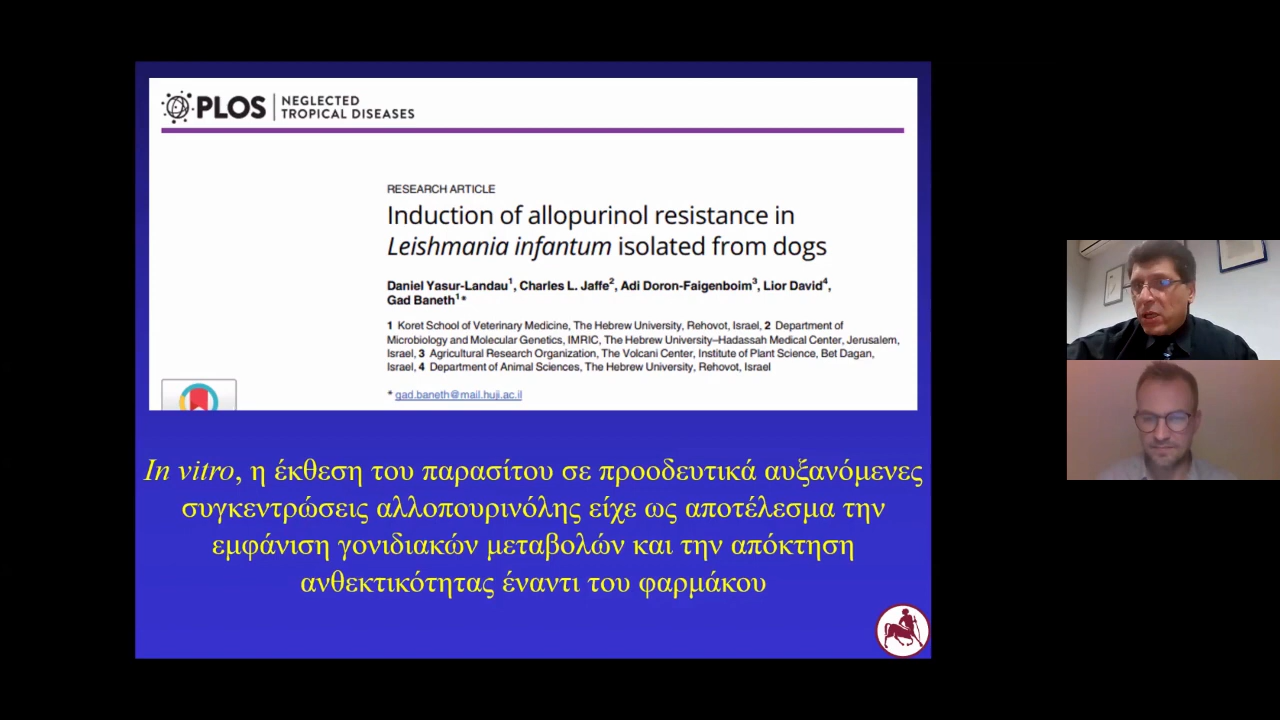 PLOS | NEGLECTED
TROPICAL DISEASES
RESEARCH ARTICLE
Induction of allopurinol resistance in
Leishmania infantum isolated from dogs
Daniel Yasur-Landau1, Charles L. Jaffe2, Adi Doron-Faigenboim3, Lior David4,
Gad Baneth1*
1 Koret School of Veterinary Medicine, The Hebrew University, Rehovot, Israel, 2 Department of
Microbiology and Molecular Genetics, IMRIC, The Hebrew University–Hadassah Medical Center, Jerusalem,
Israel, 3 Agricultural Research Organization, The Volcani Center, Institute of Plant Science, Bet Dagan,
Israel, 4 Department of Animal Sciences, The Hebrew University, Rehovot, Israel
* gad.baneth@mail.huji.ac.il
In vitro, η έκθεση του παρασίτου σε προοδευτικά αυξανόμενες
συγκεντρώσεις αλλοπουρινόλης είχε ως αποτέλεσμα την
εμφάνιση γονιδιακών μεταβολών και την απόκτηση
ανθεκτικότητας έναντι του φαρμάκου